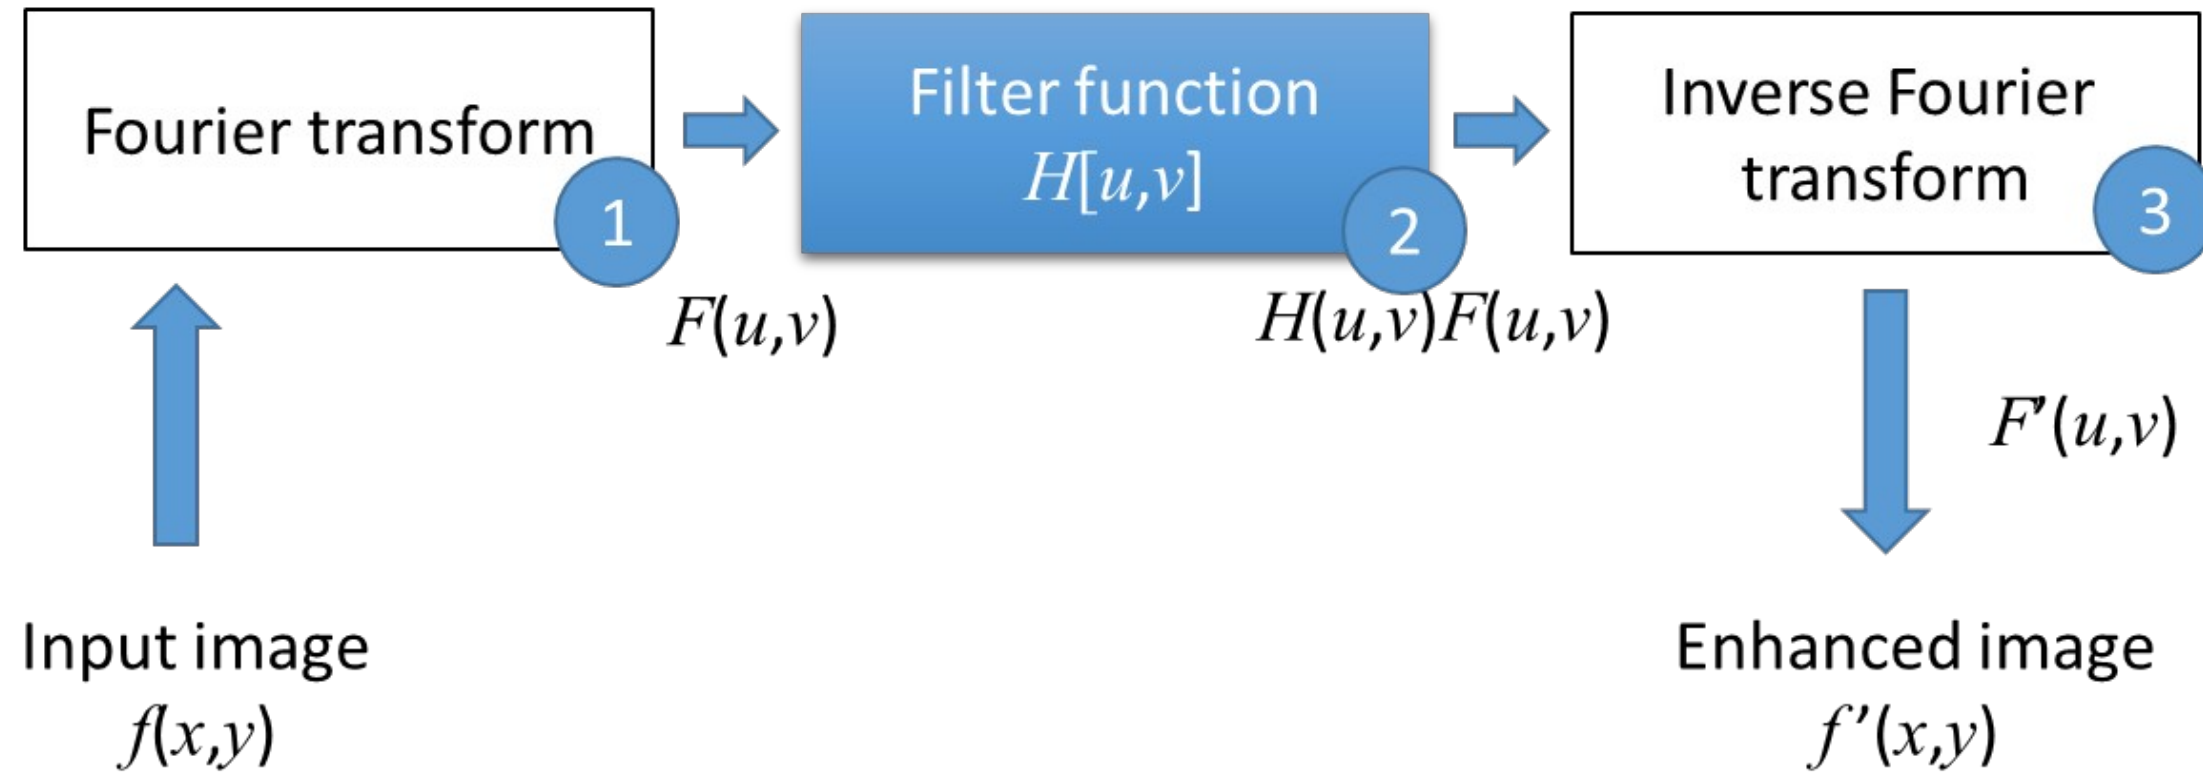 Fourier transform
1
Filter function
H[u,v]
2
Inverse Fourier
transform
3
F(u,v)
H(u,v)F(u,v)
F'(u,v)
Input image
f(x,y)
Enhanced image
f'(x,y)